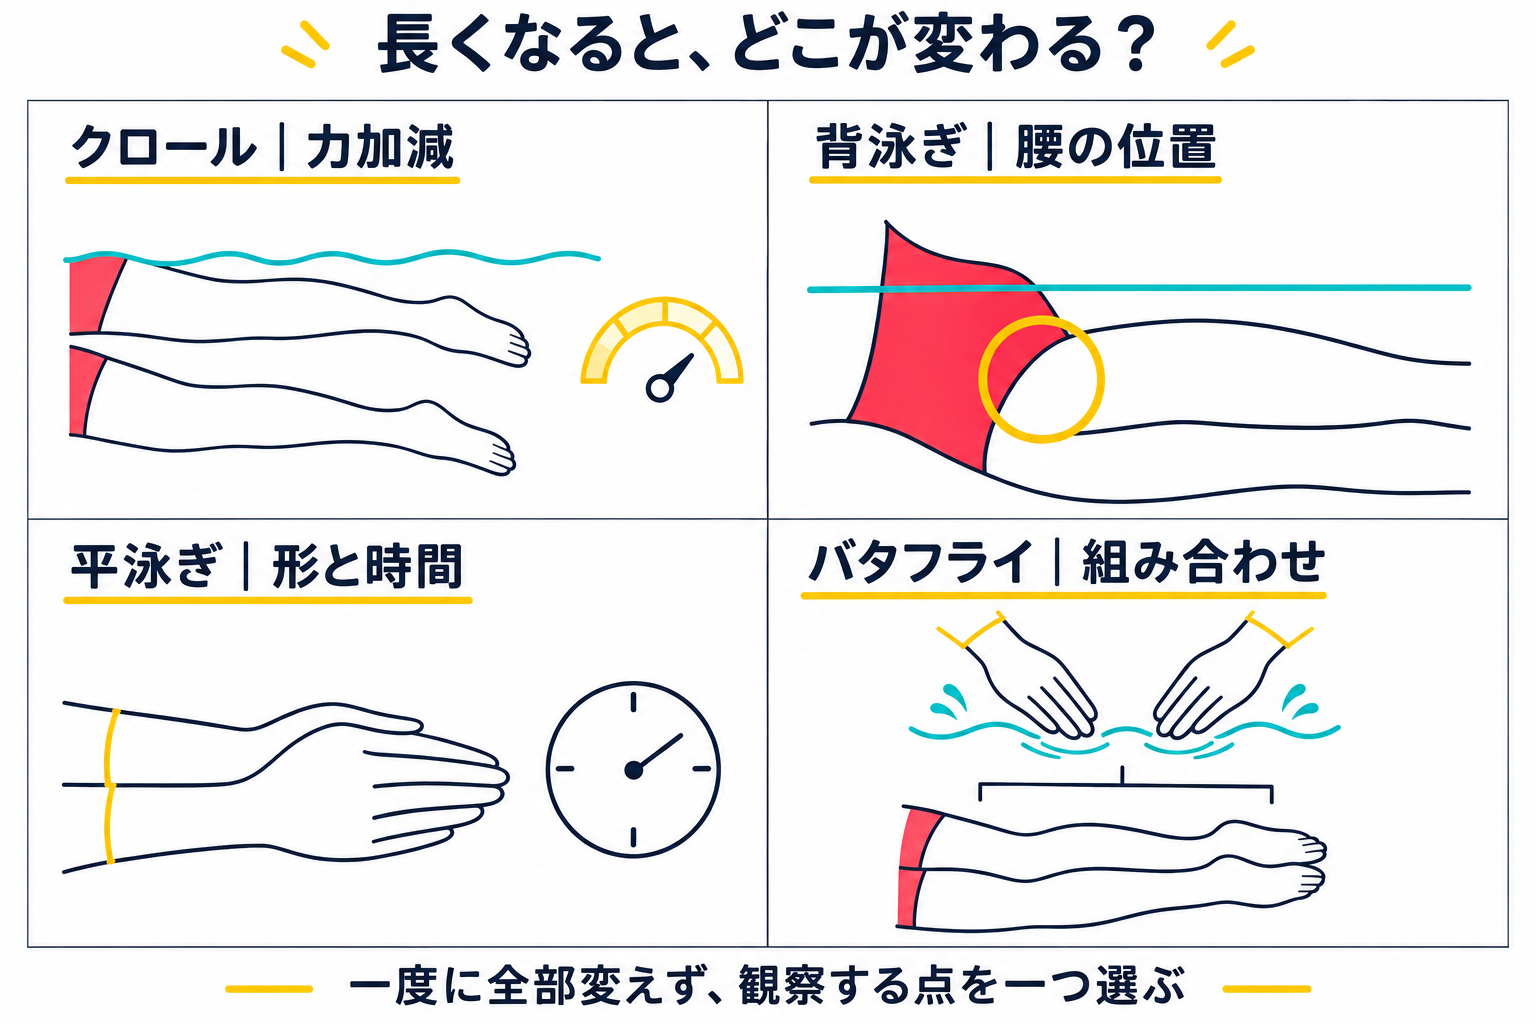 長くなると、どこが変わる？
クロール｜力加減
背泳ぎ｜腰の位置
平泳ぎ｜形と時間
バタフライ｜組み合わせ
一度に全部変えず、観察する点を一つ選ぶ